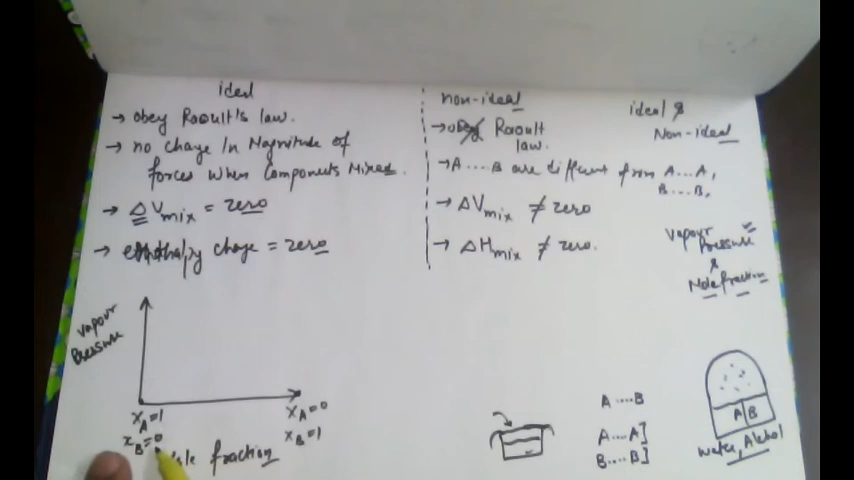 ideal
→ obey Raoult's law.
→ no change In Magnitude of
forces when Components Mixed.
→ ΔVmix = zero
→ enthalpy change = zero
non-ideal
→ obey Raoult
law.
→ A....B are different from A...A,
B...B,
→ ΔVmix ≠ zero
→ ΔHmix ≠ zero.
ideal &
Non-ideal
Vapour
Pressure
&
Mole fraction
Vapour
Pressure
xA=1
xB=0
xA=0
xB=1
fraction
A....B
A....A]
B....B]
A B
water, Alcohol